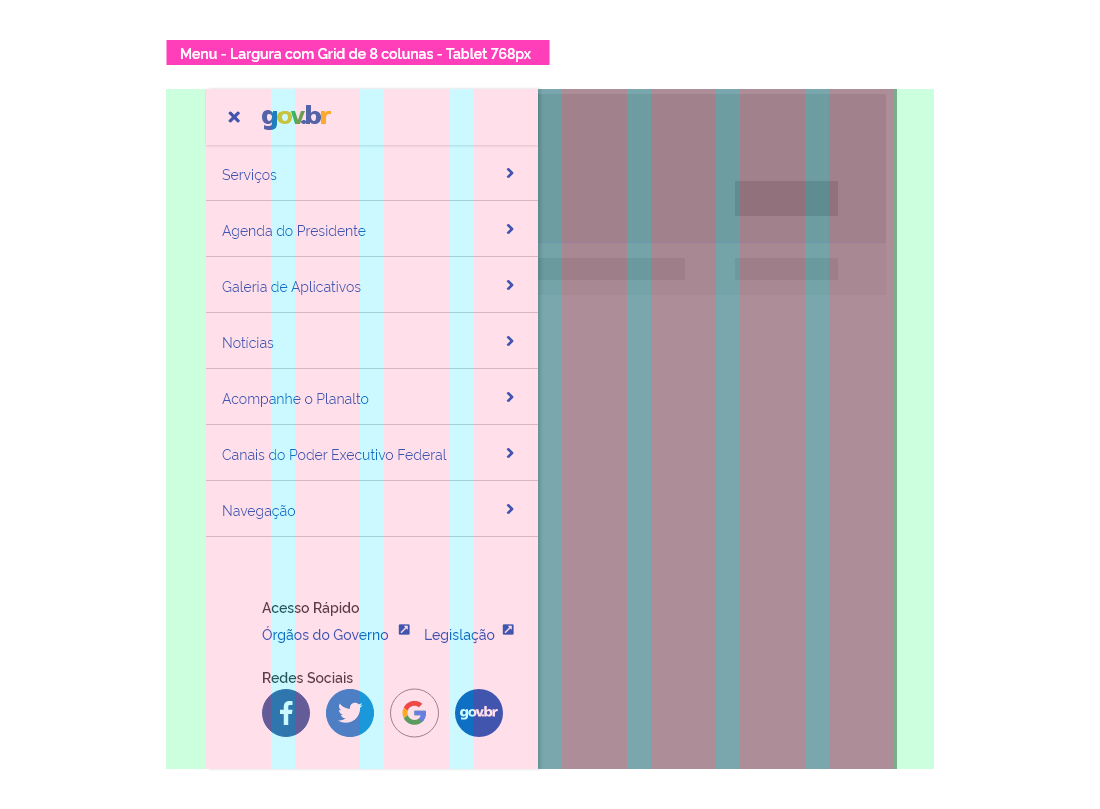 Menu - Largura com Grid de 8 colunas - Tablet 768px
gov.br
Serviços
Agenda do Presidente
Galeria de Aplicativos
Notícias
Acompanhe o Planalto
Canais do Poder Executivo Federal
Navegação
Acesso Rápido
Órgãos do Governo Legislação
Redes Sociais
gov.br